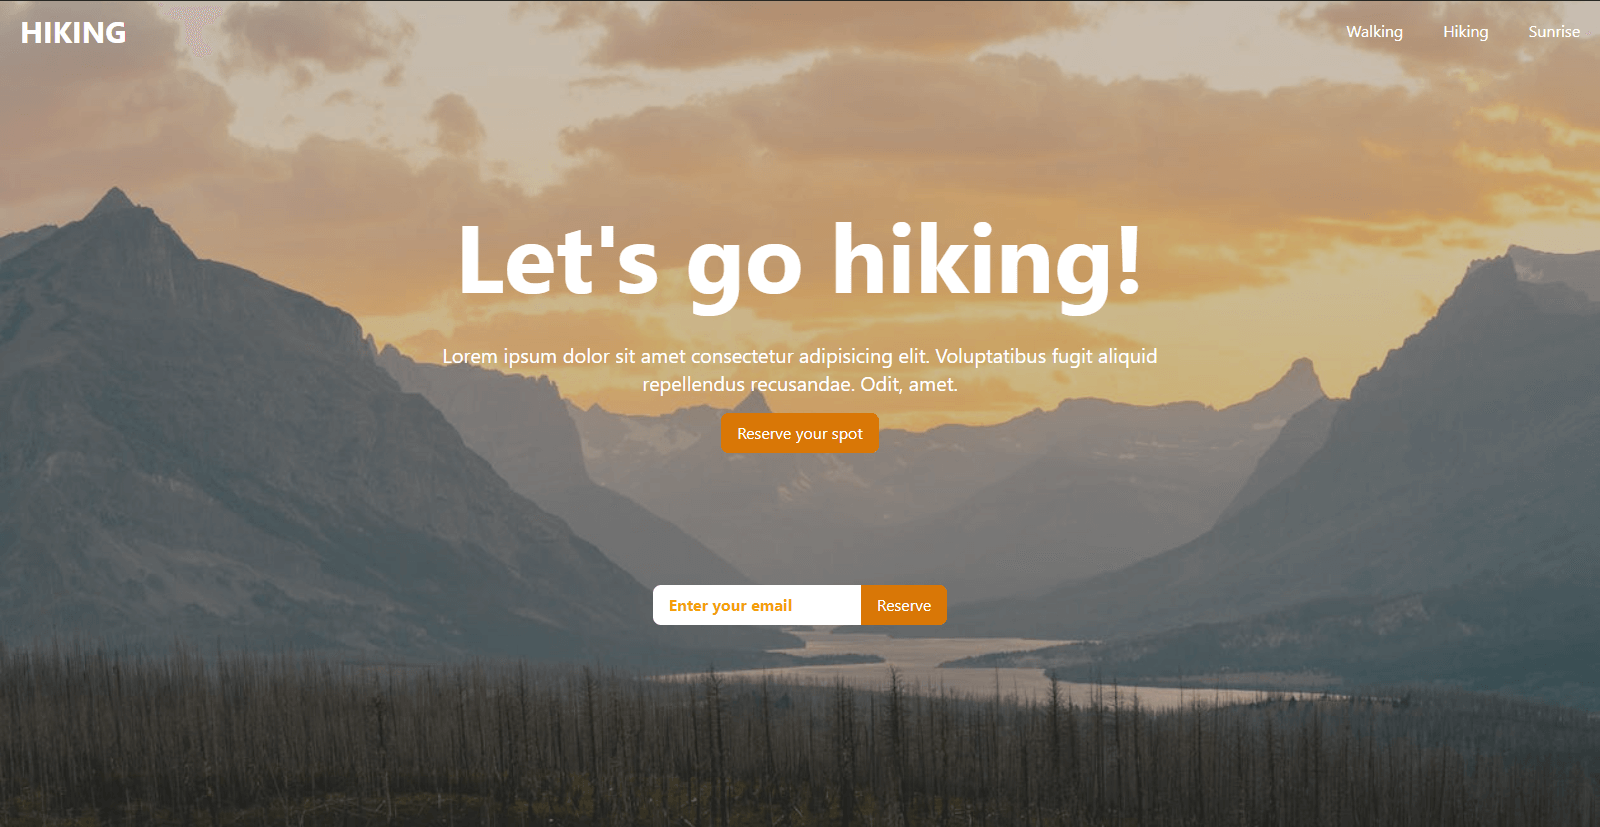 HIKING
Walking
Hiking
Sunrise
Let's go hiking!
Lorem ipsum dolor sit amet consectetur adipisicing elit. Voluptatibus fugit aliquid
repellendus recusandae. Odit, amet.
Reserve your spot
Enter your email
Reserve